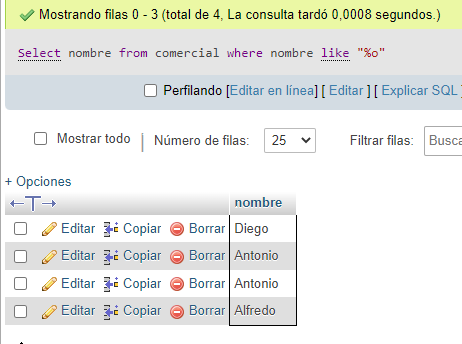 Mostrando filas 0 - 3 (total de 4, La consulta tardó 0,0008 segundos.)
Select nombre from comercial where nombre like "%o"
Perfilando [Editar en línea] [ Editar ] [ Explicar SQL ]
Mostrar todo | Número de filas: 25 Filtrar filas: Busca
+ Opciones
←T→ nombre
Editar Copiar Borrar Diego
Editar Copiar Borrar Antonio
Editar Copiar Borrar Antonio
Editar Copiar Borrar Alfredo